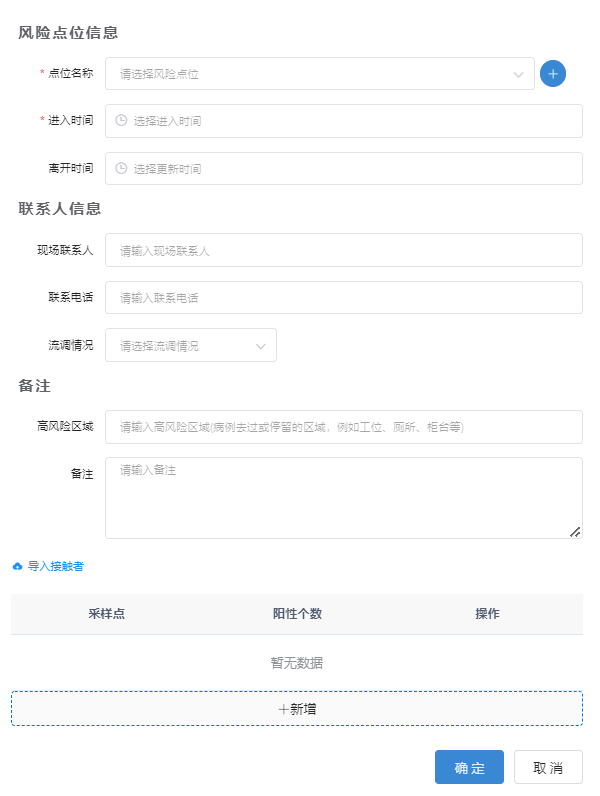 风险点位信息
* 点位名称 请选择风险点位
* 进入时间 选择进入时间
离开时间 选择更新时间
联系人信息
现场联系人 请输入现场联系人
联系电话 请输入联系电话
流调情况 请选择流调情况
备注
高风险区域 请输入高风险区域(病例去过或停留的区域，例如工位、厕所、柜台等)
备注 请输入备注
导入接触者
采样点 阳性个数 操作
暂无数据
+新增
确定 取消